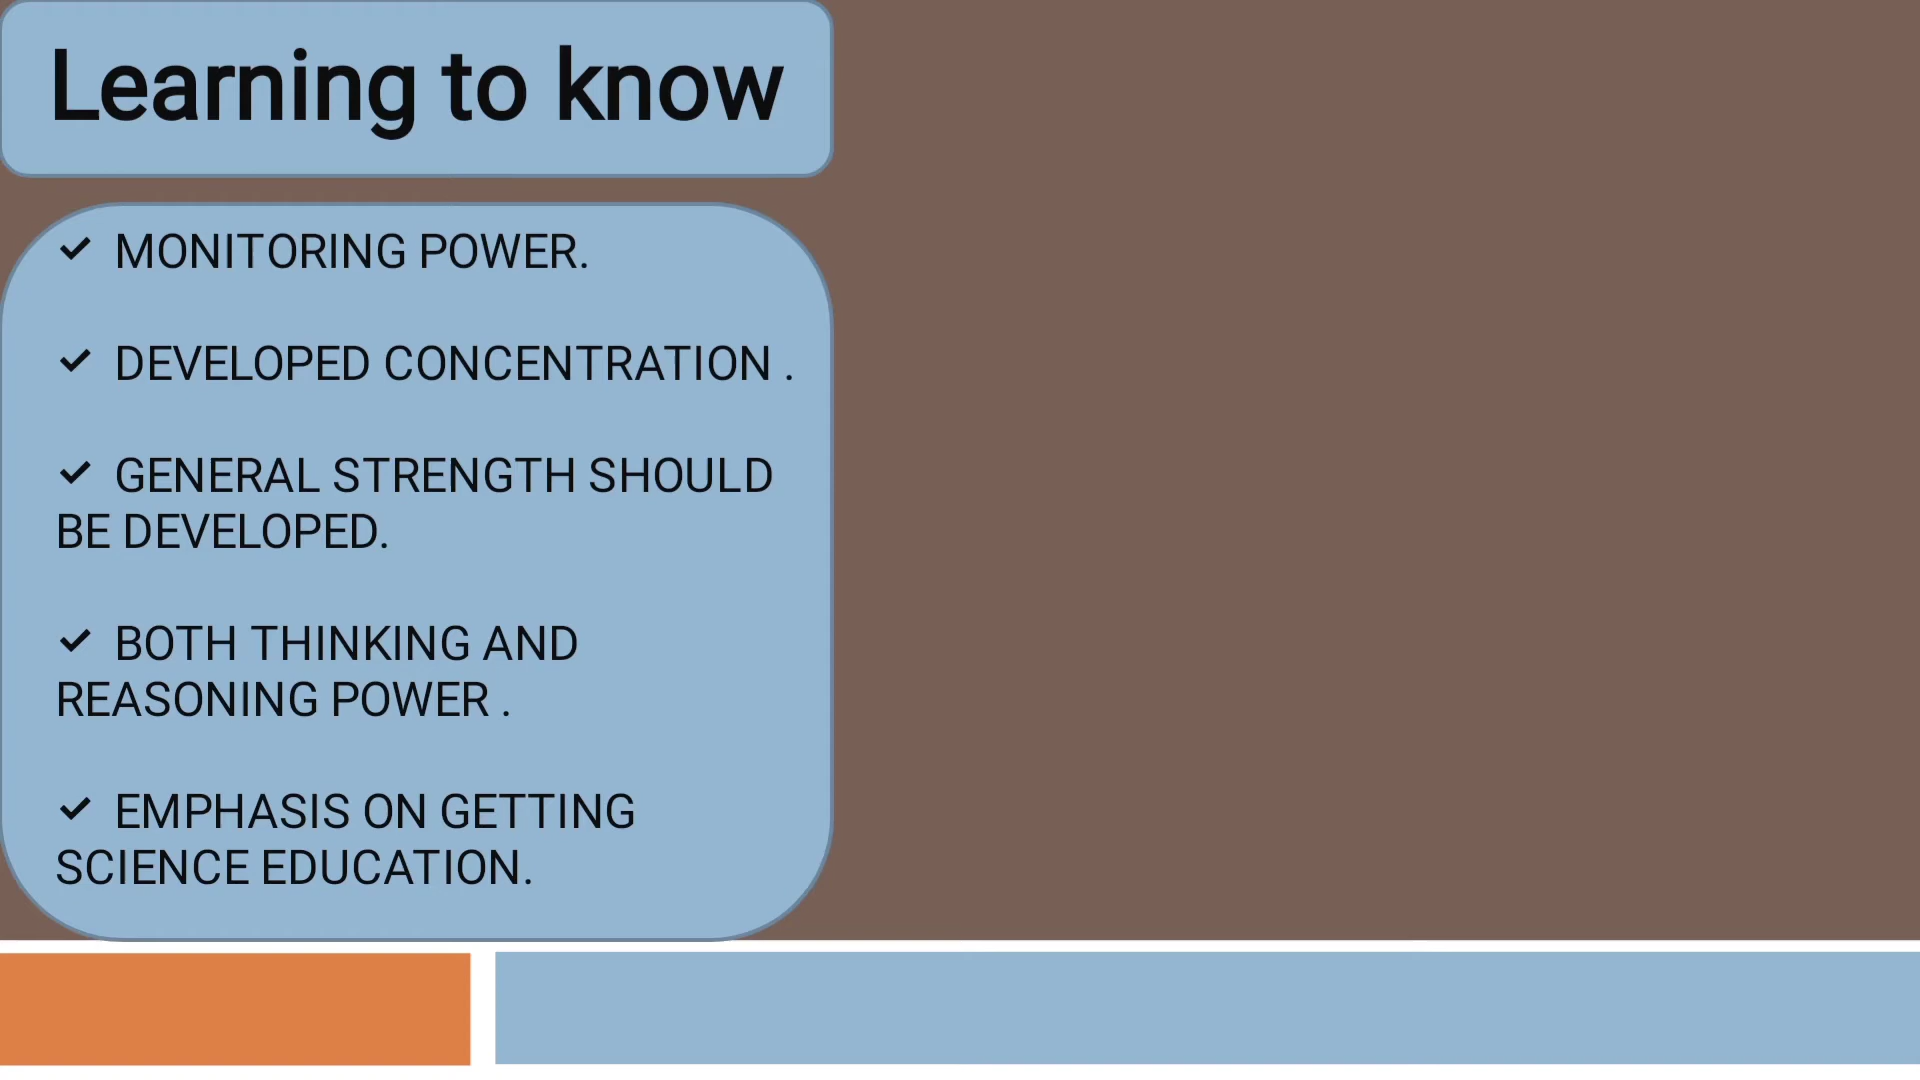 Learning to know
✓ MONITORING POWER.
✓ DEVELOPED CONCENTRATION .
✓ GENERAL STRENGTH SHOULD
BE DEVELOPED.
✓ BOTH THINKING AND
REASONING POWER .
✓ EMPHASIS ON GETTING
SCIENCE EDUCATION.